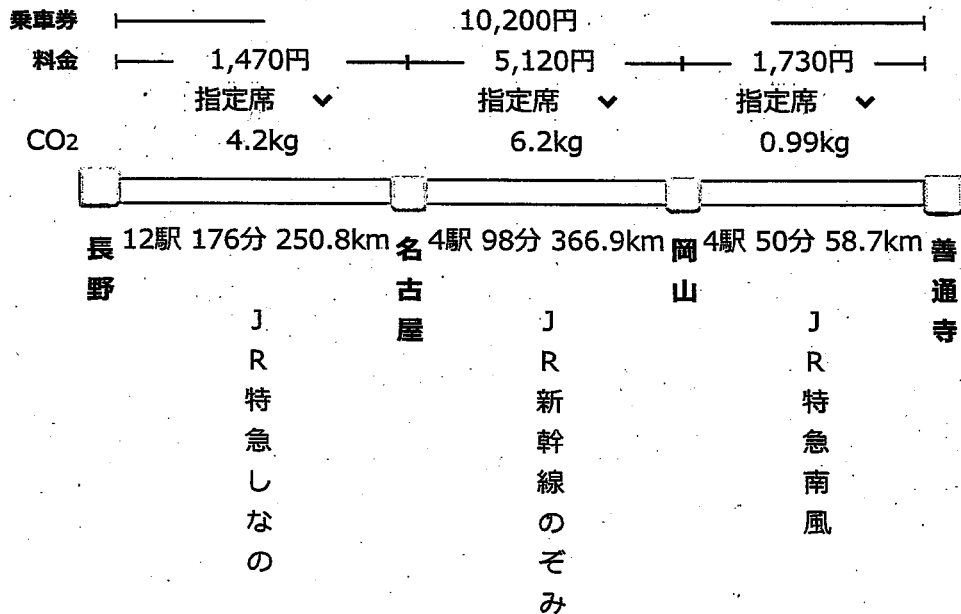 乗車券 10,200円
料金 1,470円 5,120円 1,730円
指定席 指定席 指定席
CO2 4.2kg 6.2kg 0.99kg
12駅 176分 250.8km 4駅 98分 366.9km 4駅 50分 58.7km
長野
名古屋
岡山
善通寺
JR特急しなの
JR新幹線のぞみ
JR特急南風